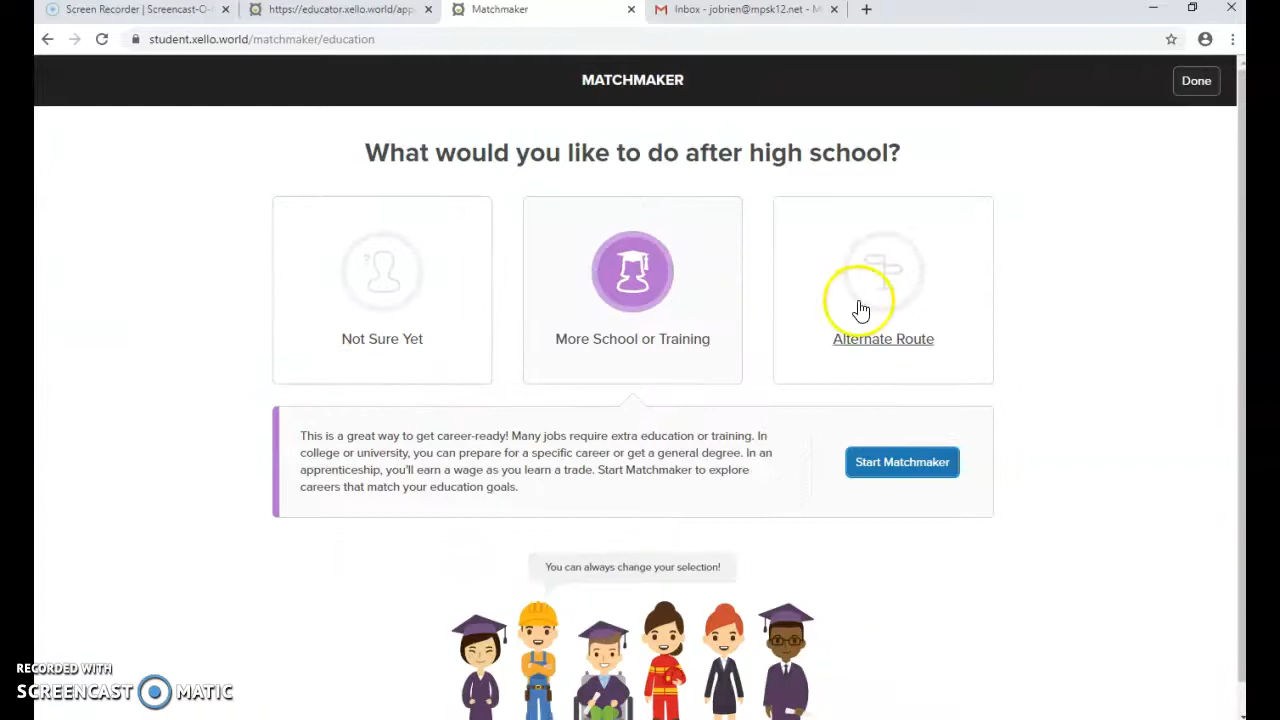 Screen Recorder | Screencast-O-
https://educator.xello.world/app
Matchmaker
Inbox - jobrien@mpsk12.net - M
student.xello.world/matchmaker/education
MATCHMAKER
Done
What would you like to do after high school?
Not Sure Yet
More School or Training
Alternate Route
This is a great way to get career-ready! Many jobs require extra education or training. In
college or university, you can prepare for a specific career or get a general degree. In an
apprenticeship, you'll earn a wage as you learn a trade. Start Matchmaker to explore
careers that match your education goals.
Start Matchmaker
You can always change your selection!
RECORDED WITH
SCREENCAST MATIC